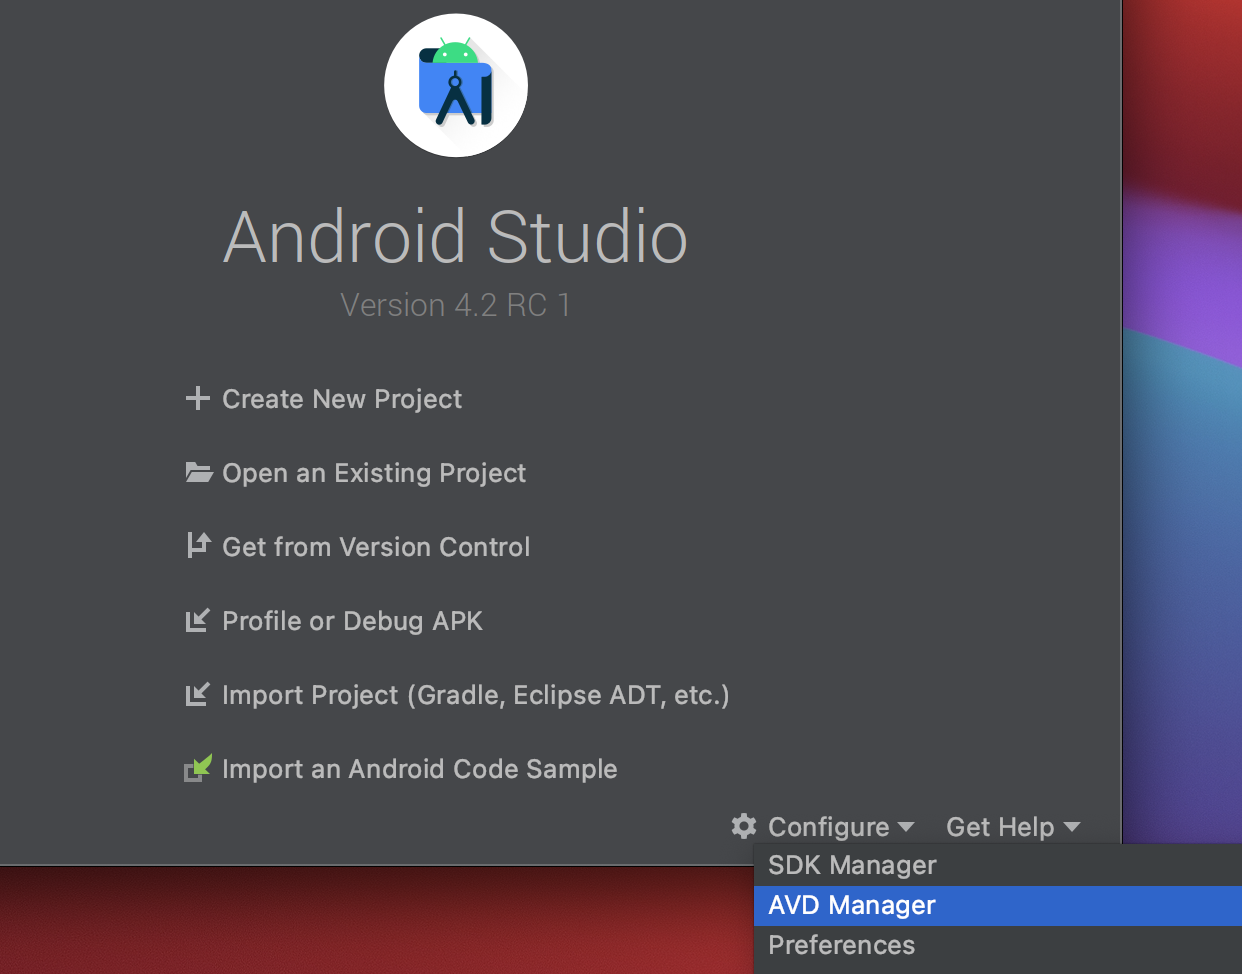 Android Studio
Version 4.2 RC 1
Create New Project
Open an Existing Project
Get from Version Control
Profile or Debug APK
Import Project (Gradle, Eclipse ADT, etc.)
Import an Android Code Sample
Configure Get Help
SDK Manager
AVD Manager
Preferences